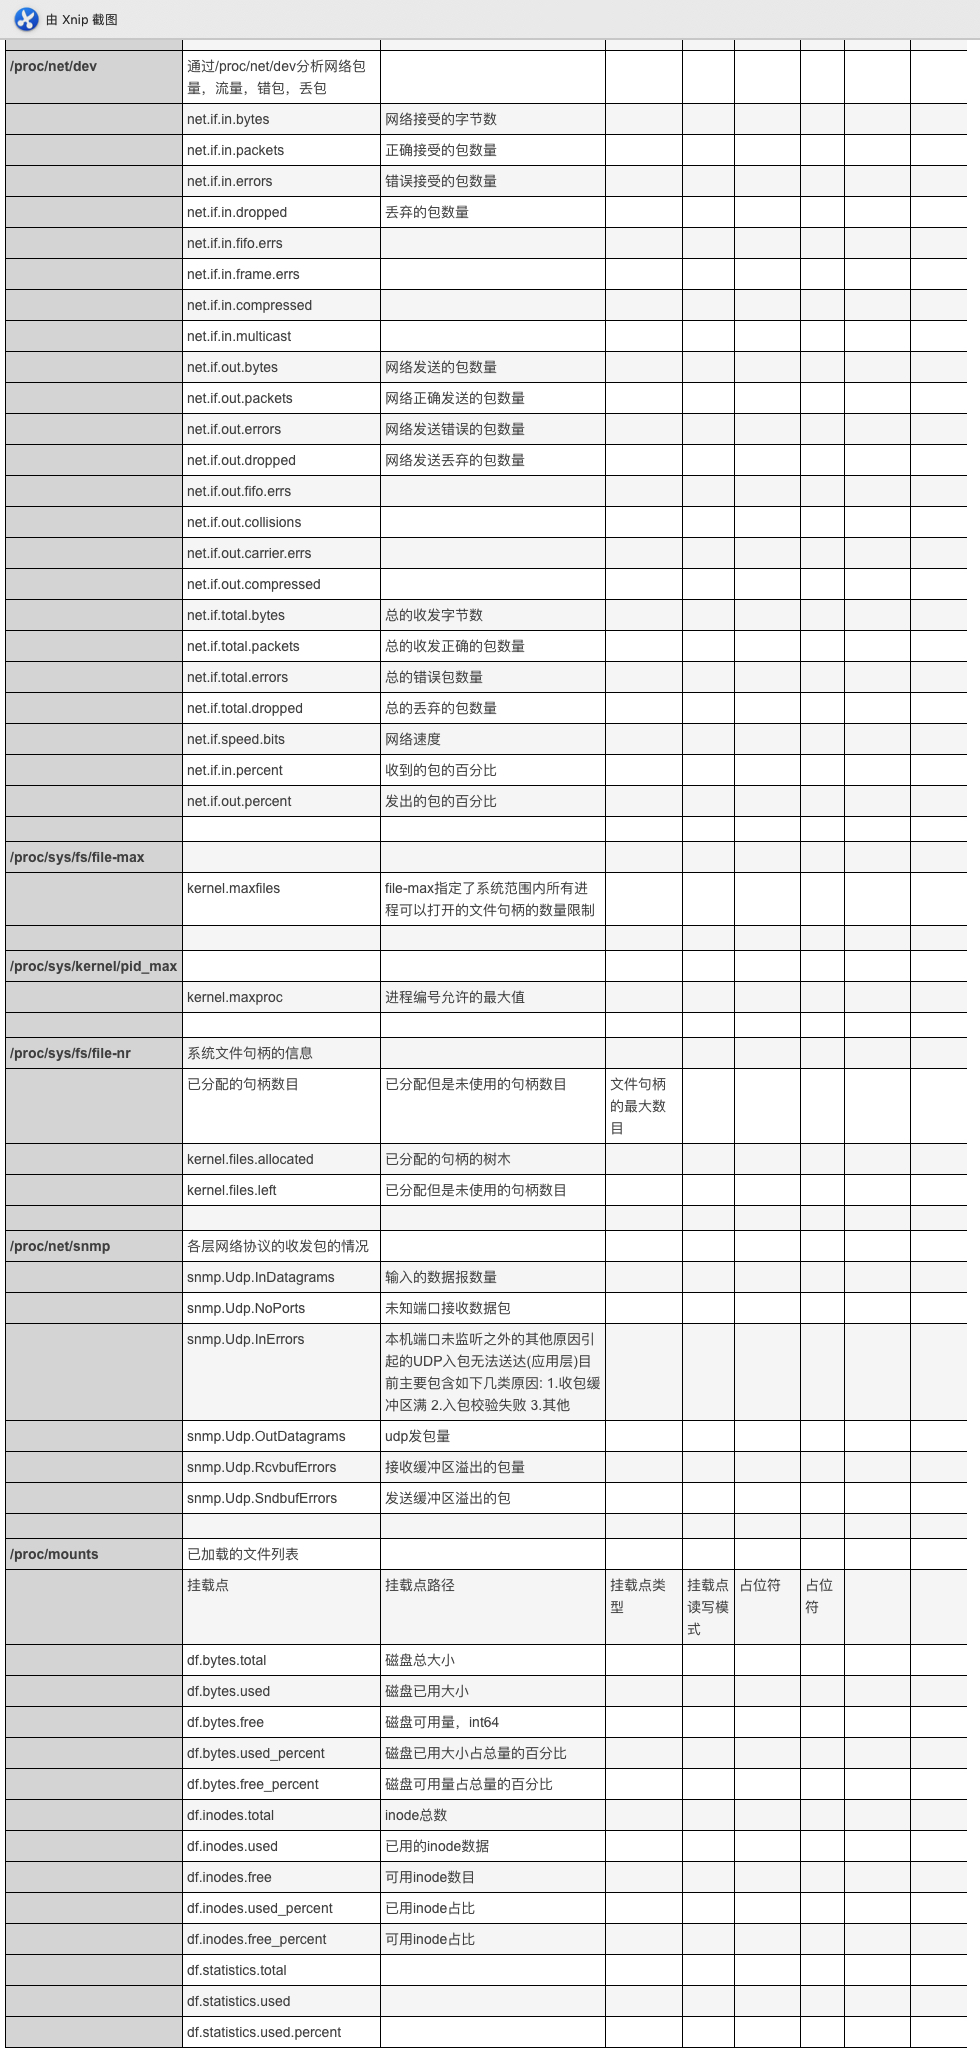 由 Xnip 截图
/proc/net/dev 通过/proc/net/dev分析网络包
量，流量，错包，丢包
net.if.in.bytes 网络接受的字节数
net.if.in.packets 正确接受的包数量
net.if.in.errors 错误接受的包数量
net.if.in.dropped 丢弃的包数量
net.if.in.fifo.errs
net.if.in.frame.errs
net.if.in.compressed
net.if.in.multicast
net.if.out.bytes 网络发送的包数量
net.if.out.packets 网络正确发送的包数量
net.if.out.errors 网络发送错误的包数量
net.if.out.dropped 网络发送丢弃的包数量
net.if.out.fifo.errs
net.if.out.collisions
net.if.out.carrier.errs
net.if.out.compressed
net.if.total.bytes 总的收发字节数
net.if.total.packets 总的收发正确的包数量
net.if.total.errors 总的错误包数量
net.if.total.dropped 总的丢弃的包数量
net.if.speed.bits 网络速度
net.if.in.percent 收到的包的百分比
net.if.out.percent 发出的包的百分比
/proc/sys/fs/file-max
kernel.maxfiles file-max指定了系统范围内所有进
程可以打开的文件句柄的数量限制
/proc/sys/kernel/pid_max
kernel.maxproc 进程编号允许的最大值
/proc/sys/fs/file-nr 系统文件句柄的信息
已分配的句柄数目 已分配但是未使用的句柄数目 文件句柄
的最大数
目
kernel.files.allocated 已分配的句柄的树木
kernel.files.left 已分配但是未使用的句柄数目
/proc/net/snmp 各层网络协议的收发包的情况
snmp.Udp.InDatagrams 输入的数据报数量
snmp.Udp.NoPorts 未知端口接收数据包
snmp.Udp.InErrors 本机端口未监听之外的其他原因引
起的UDP入包无法送达(应用层)目
前主要包含如下几类原因: 1.收包缓
冲区满 2.入包校验失败 3.其他
snmp.Udp.OutDatagrams udp发包量
snmp.Udp.RcvbufErrors 接收缓冲区溢出的包量
snmp.Udp.SndbufErrors 发送缓冲区溢出的包
/proc/mounts 已加载的文件列表
挂载点 挂载点路径 挂载点类 挂载点 占位符 占位
型 读写模 符
式
df.bytes.total 磁盘总大小
df.bytes.used 磁盘已用大小
df.bytes.free 磁盘可用量，int64
df.bytes.used_percent 磁盘已用大小占总量的百分比
df.bytes.free_percent 磁盘可用量占总量的百分比
df.inodes.total inode总数
df.inodes.used 已用的inode数据
df.inodes.free 可用inode数目
df.inodes.used_percent 已用inode占比
df.inodes.free_percent 可用inode占比
df.statistics.total
df.statistics.used
df.statistics.used.percent